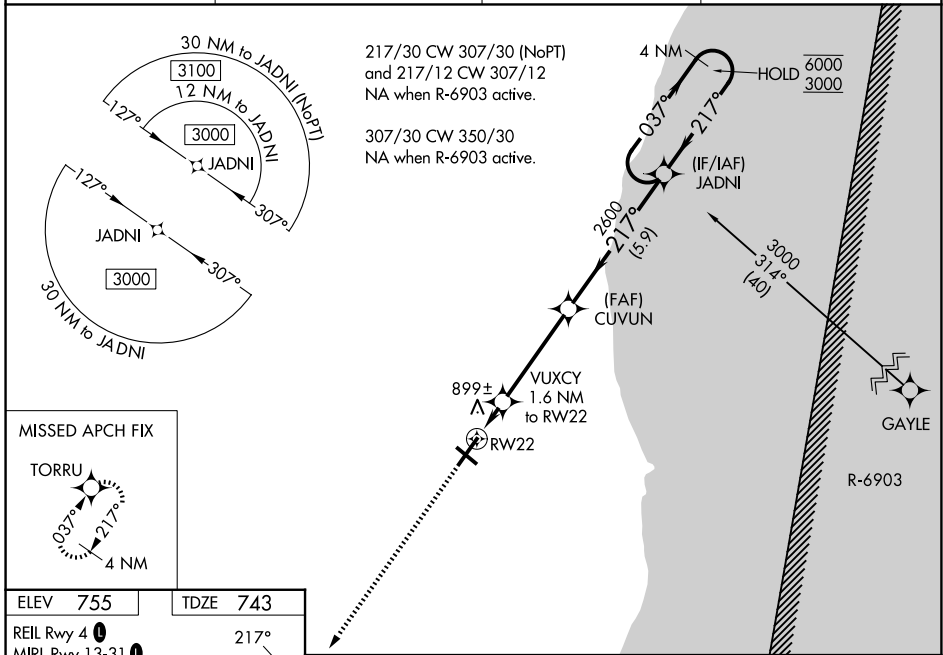 30 NM to JADNI (NoPT)
3100
12 NM to JADNI
3000
127°
JADNI
307°
127°
JADNI
307°
3000
30 NM to JADNI
217/30 CW 307/30 (NoPT)
and 217/12 CW 307/12
NA when R-6903 active.
307/30 CW 350/30
NA when R-6903 active.
4 NM
HOLD
6000
3000
037°
217°
(IF/IAF)
JADNI
2600
217°
(5.9)
3000
314°
(40)
(FAF)
CUVUN
899±
VUXCY
1.6 NM
to RW22
RW22
GAYLE
R-6903
MISSED APCH FIX
TORRU
037°
217°
4 NM
ELEV 755
TDZE 743
REIL Rwy 4 L
MIRL Rwy 13-31 L
217°